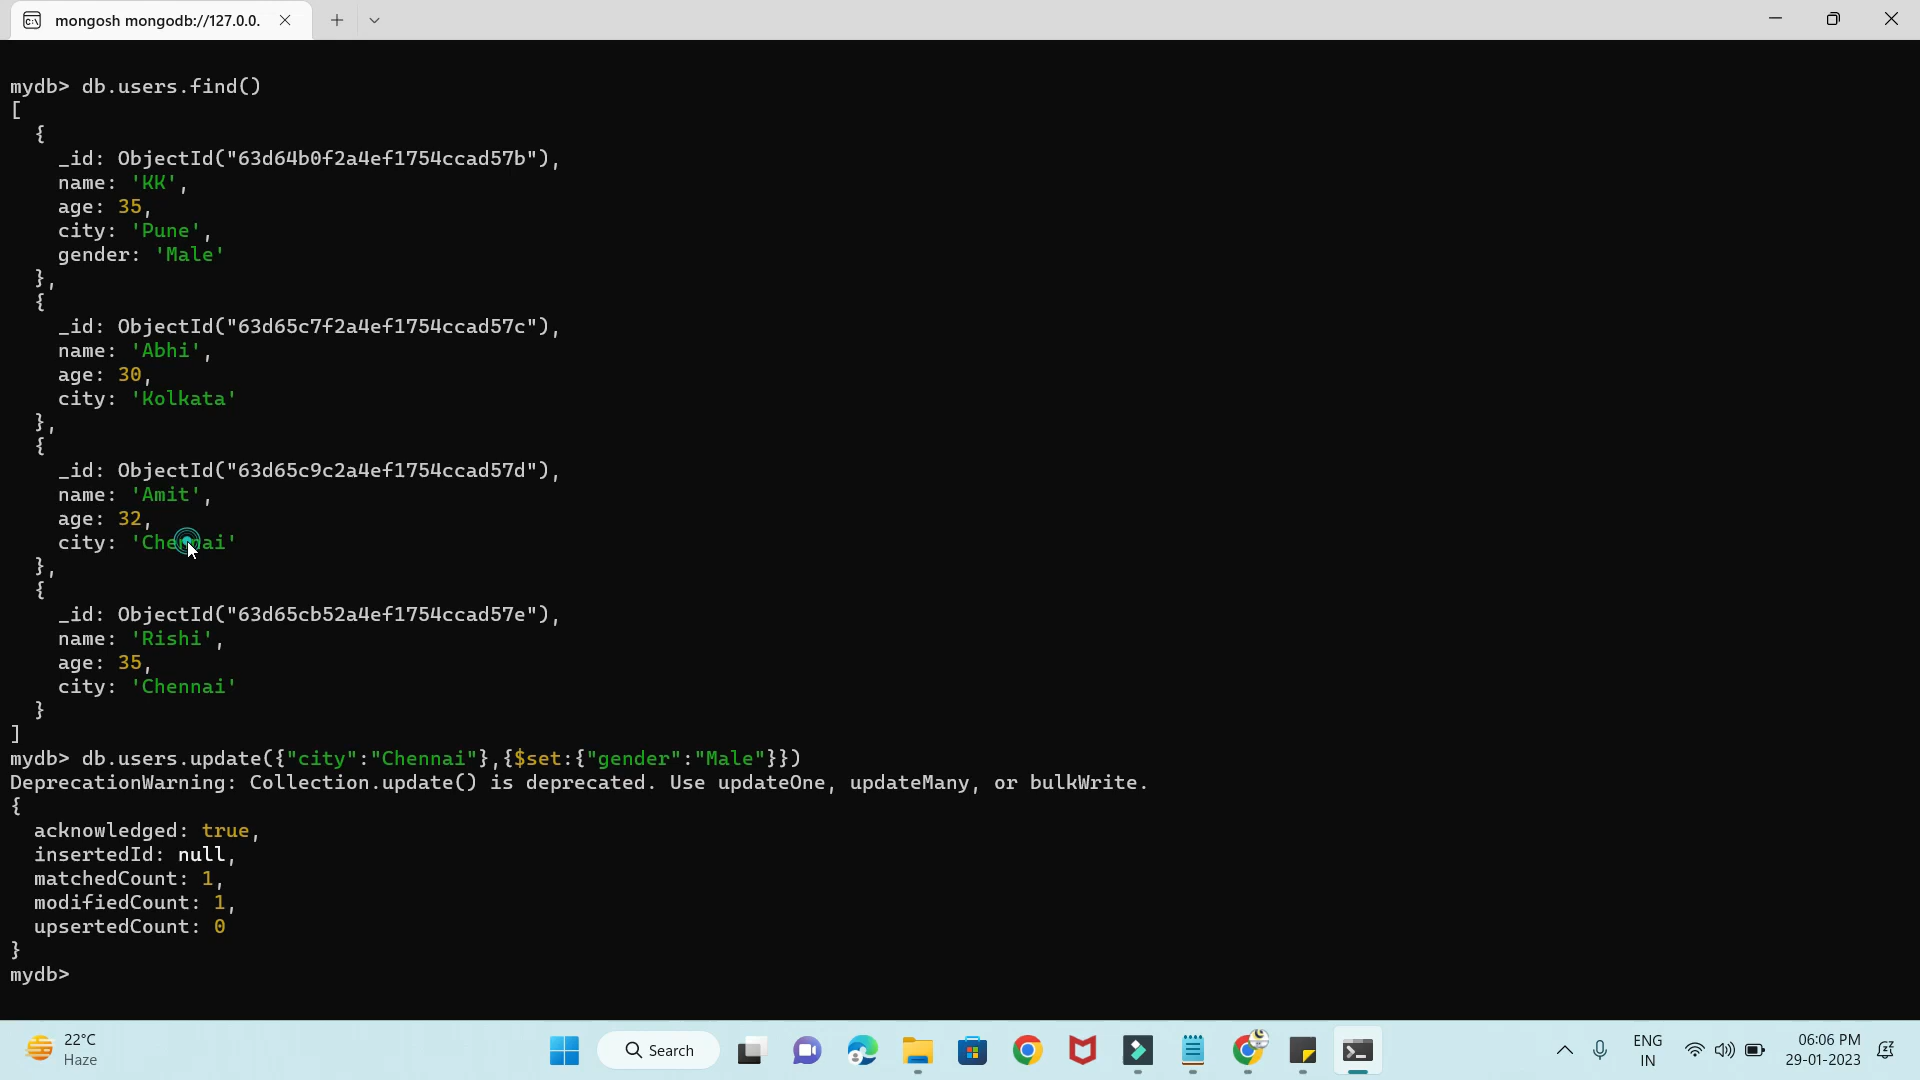 mongosh mongodb://127.0.0.
mydb> db.users.find()
[
{
_id: ObjectId("63d64b0f2a4ef1754ccad57b"),
name: 'KK',
age: 35,
city: 'Pune',
gender: 'Male'
},
{
_id: ObjectId("63d65c7f2a4ef1754ccad57c"),
name: 'Abhi',
age: 30,
city: 'Kolkata'
},
{
_id: ObjectId("63d65c9c2a4ef1754ccad57d"),
name: 'Amit',
age: 32,
city: 'Chennai'
},
{
_id: ObjectId("63d65cb52a4ef1754ccad57e"),
name: 'Rishi',
age: 35,
city: 'Chennai'
}
]
mydb> db.users.update({"city":"Chennai"},{$set:{"gender":"Male"}})
DeprecationWarning: Collection.update() is deprecated. Use updateOne, updateMany, or bulkWrite.
{
acknowledged: true,
insertedId: null,
matchedCount: 1,
modifiedCount: 1,
upsertedCount: 0
}
mydb>
22°C
Haze
Search
ENG
IN
06:06 PM
29-01-2023